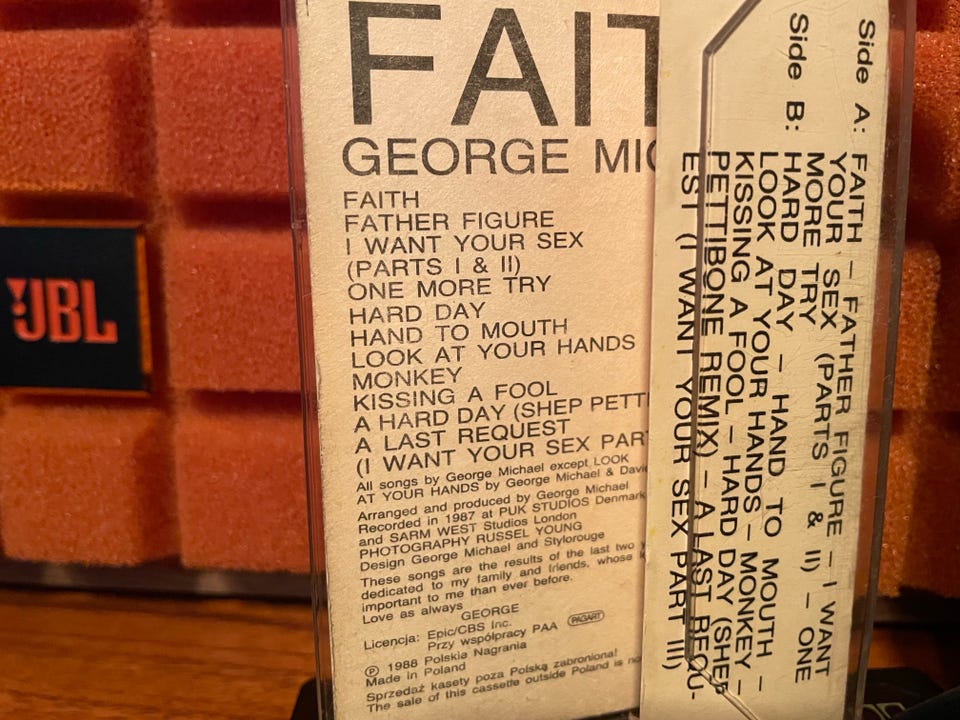 JBL
FAIT
GEORGE MIC
FAITH
FATHER FIGURE
I WANT YOUR SEX
(PARTS I & II)
ONE MORE TRY
HARD DAY
HAND TO MOUTH
LOOK AT YOUR HANDS
MONKEY
KISSING A FOOL
A HARD DAY (SHEP PETT
A LAST REQUEST
(I WANT YOUR SEX PAR
All songs by George Michael except LOOK
AT YOUR HANDS by George Michael & Davi
Arranged and produced by George Michael
Recorded in 1987 at PUK STUDIOS Denmark
and SARM WEST Studios London
PHOTOGRAPHY RUSSEL YOUNG
Design George Michael and Stylorouge
These songs are the results of the last two
dedicated to my family and friends, whose
important to me than ever before.
Love as always
GEORGE
Licencja: Epic/CBS Inc.
Przy współpracy PAA PAGART
Ⓟ 1988 Polskie Nagrania
Made in Poland
Sprzedaż kasety poza Polską zabroniona!
The sale of this cassette outside Poland is no
Side A: FAITH – FATHER FIGURE – I WANT
YOUR SEX (PARTS I & II) – ONE
MORE TRY
Side B: HARD DAY – HAND TO MOUTH –
LOOK AT YOUR HANDS – MONKEY –
KISSING A FOOL – HARD DAY (SHEP
PETTIBONE REMIX) – A LAST REQU-
EST (I WANT YOUR SEX PART III)